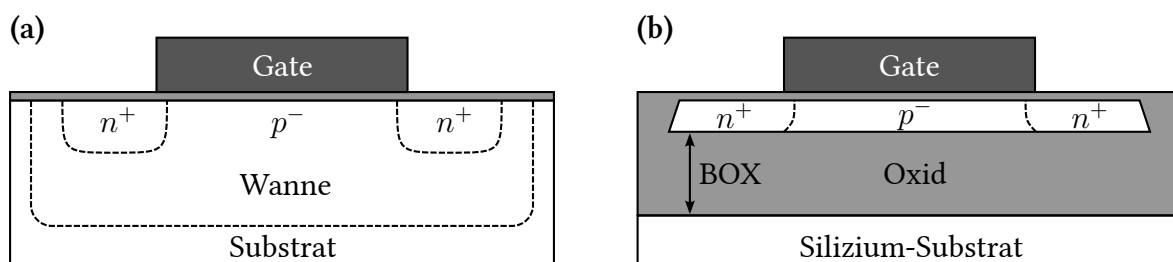 (a)
Gate
n⁺ p⁻ n⁺
Wanne
Substrat
(b)
Gate
n⁺ p⁻ n⁺
BOX Oxid
Silizium-Substrat